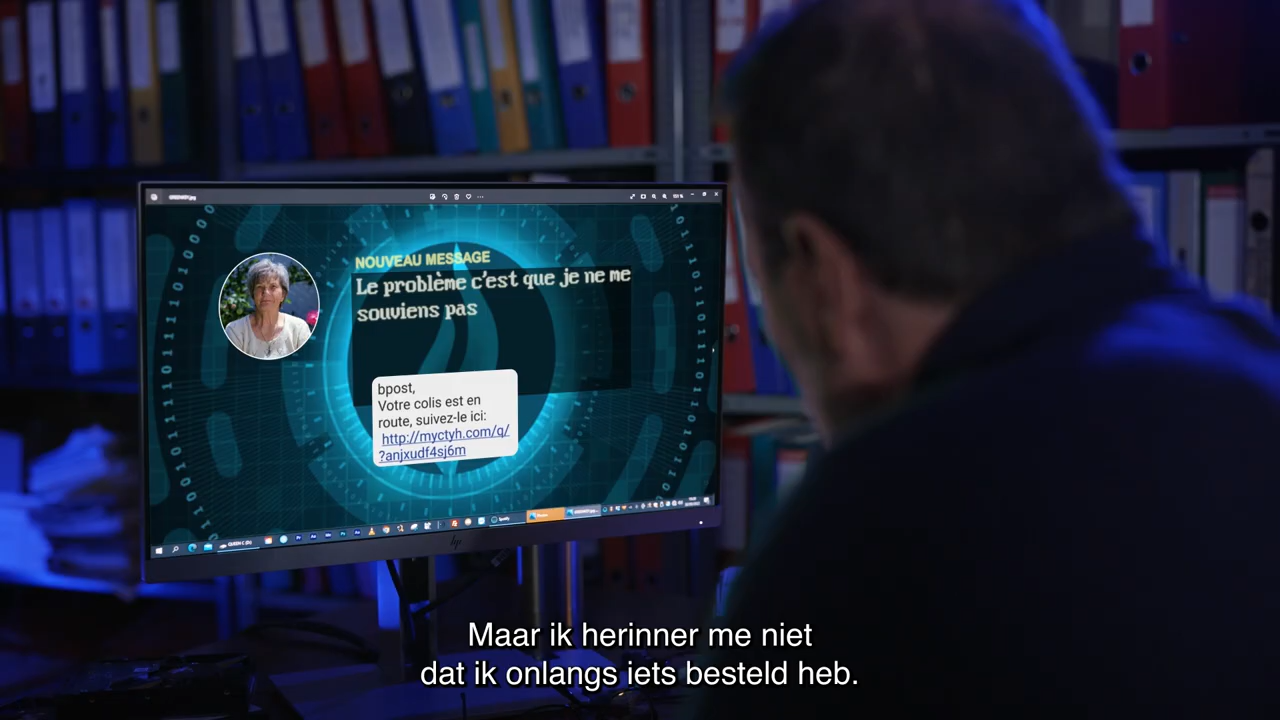 NOUVEAU MESSAGE
Le problème c'est que je ne me
souviens pas
bpost,
Votre colis est en
route, suivez-le ici:
http://myctyh.com/q/
?anjxudf4sj6m
hp
Maar ik herinner me niet
dat ik onlangs iets besteld heb.